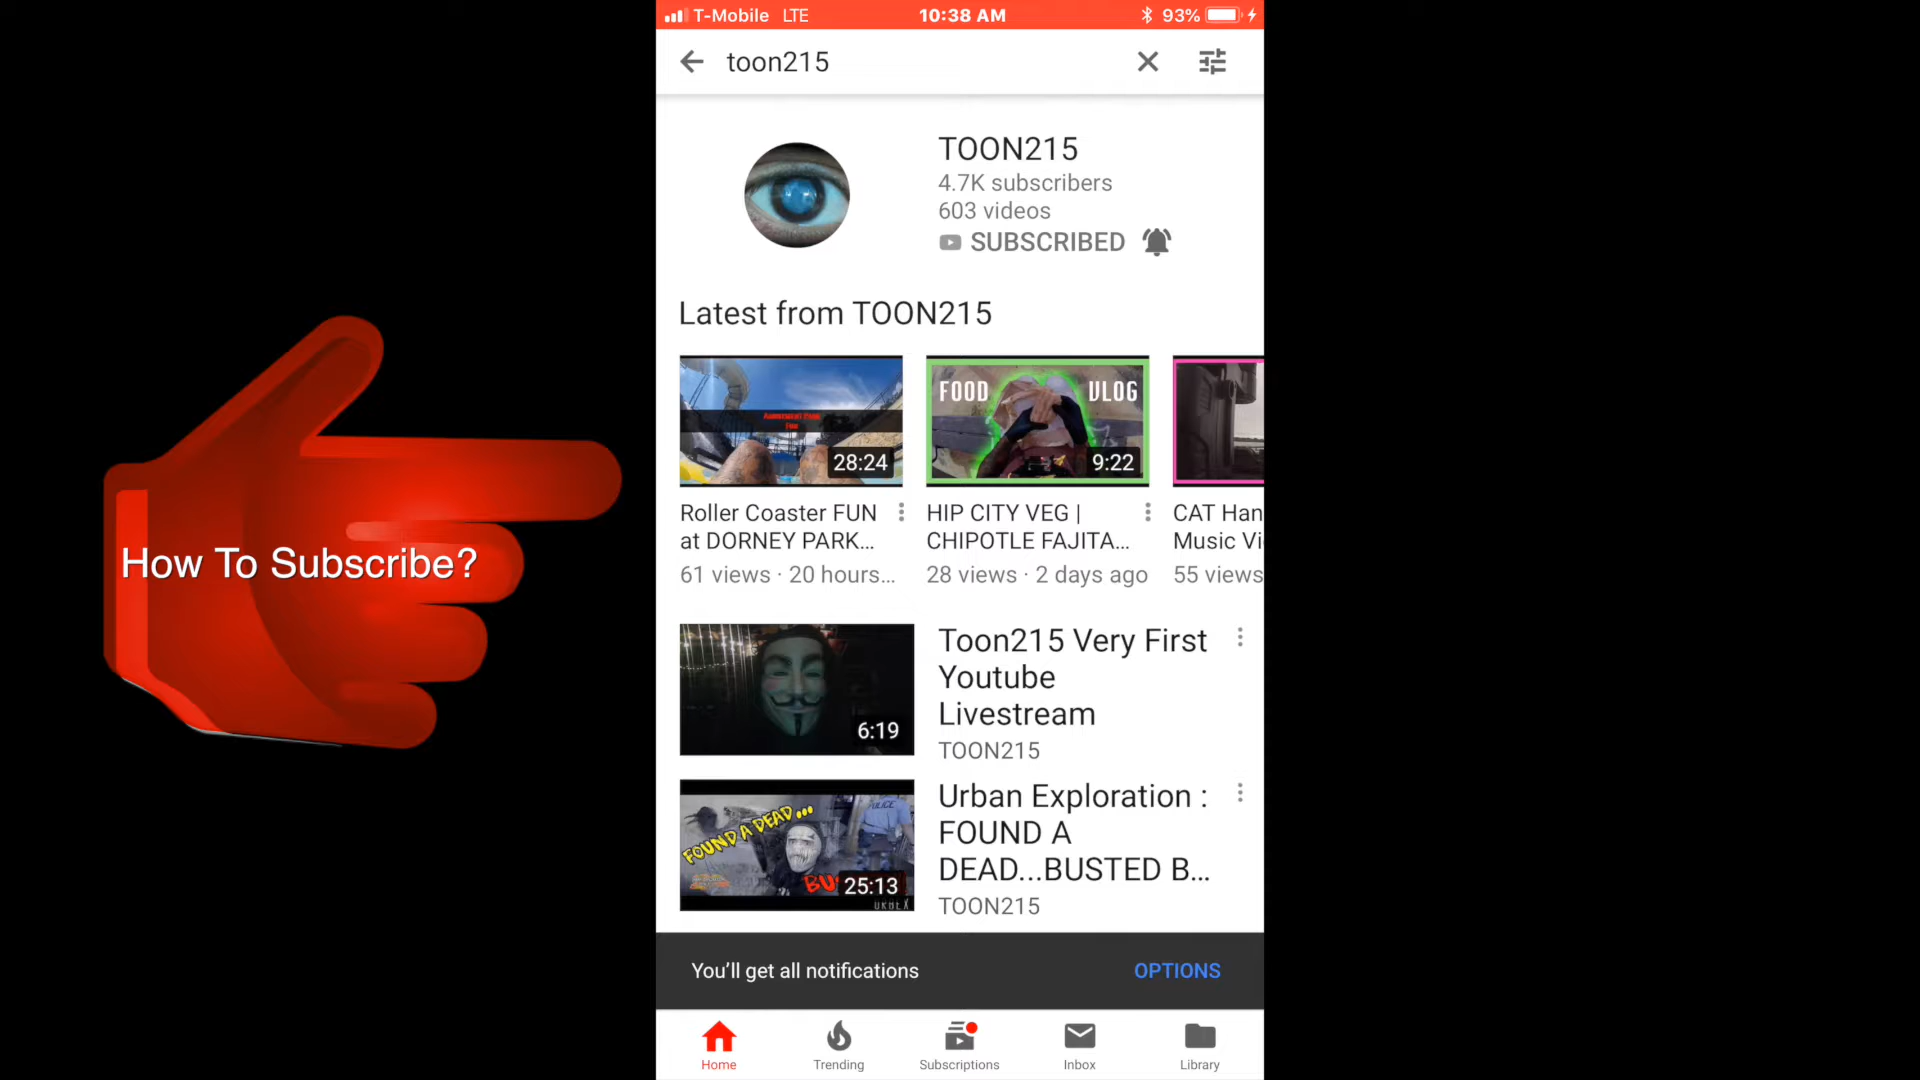 T-Mobile LTE 10:38 AM 93%
toon215
TOON215
4.7K subscribers
603 videos
SUBSCRIBED
Latest from TOON215
FOOD VLOG
28:24
9:22
Roller Coaster FUN
at DORNEY PARK...
61 views · 20 hours...
HIP CITY VEG |
CHIPOTLE FAJITA...
28 views · 2 days ago
CAT Han
Music Vi
55 views
How To Subscribe?
6:19
Toon215 Very First
Youtube
Livestream
TOON215
FOUND A DEAD...
POLICE
BU
25:13
URBEX
Urban Exploration :
FOUND A
DEAD...BUSTED B...
TOON215
You'll get all notifications
OPTIONS
Home
Trending
Subscriptions
Inbox
Library